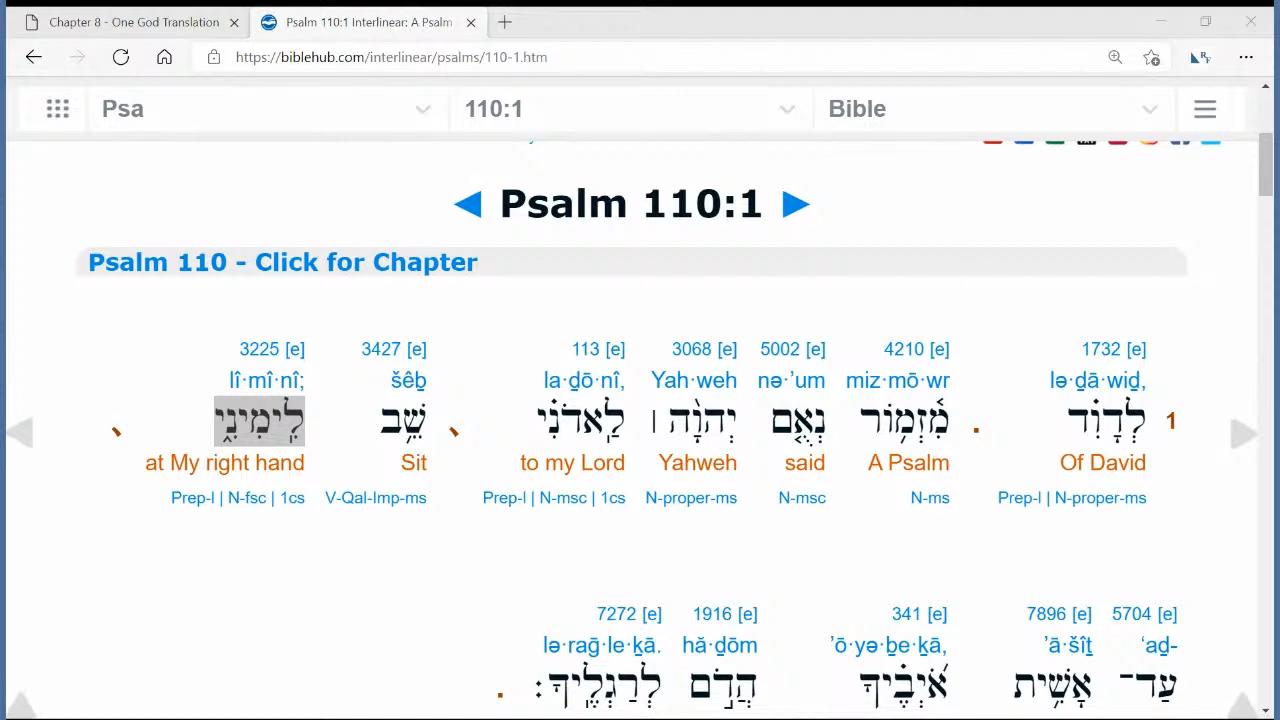 Chapter 8 - One God Translation
Psalm 110:1 Interlinear: A Psalm
https://biblehub.com/interlinear/psalms/110-1.htm
Psa
110:1
Bible
◄ Psalm 110:1 ►
Psalm 110 - Click for Chapter
3225 [e] 3427 [e] 113 [e] 3068 [e] 5002 [e] 4210 [e] 1732 [e]
lî·mî·nî; šêḇ la·ḏō·nî, Yah·weh nə·’um miz·mō·wr lə·ḏā·wiḏ,
1 לְדָוִ֗ד מִ֫זְמ֥וֹר . נְאֻ֤ם יְהוָ֨ה ׀ לַֽאדֹנִ֗י שֵׁ֥ב 、 לִֽימִינִ֑י 、
at My right hand Sit to my Lord Yahweh said A Psalm Of David
Prep-l | N-fsc | 1cs V-Qal-Imp-ms Prep-l | N-msc | 1cs N-proper-ms N-msc N-ms Prep-l | N-proper-ms
7272 [e] 1916 [e] 341 [e] 7896 [e] 5704 [e]
lə·raḡ·le·ḵā. hă·ḏōm ’ō·yə·ḇe·ḵā, ’ā·šîṯ ‘aḏ-
עַד־ אָשִׁ֥ית אֹ֝יְבֶ֗יךָ הֲדֹ֣ם לְרַגְלֶֽיךָ׃ .